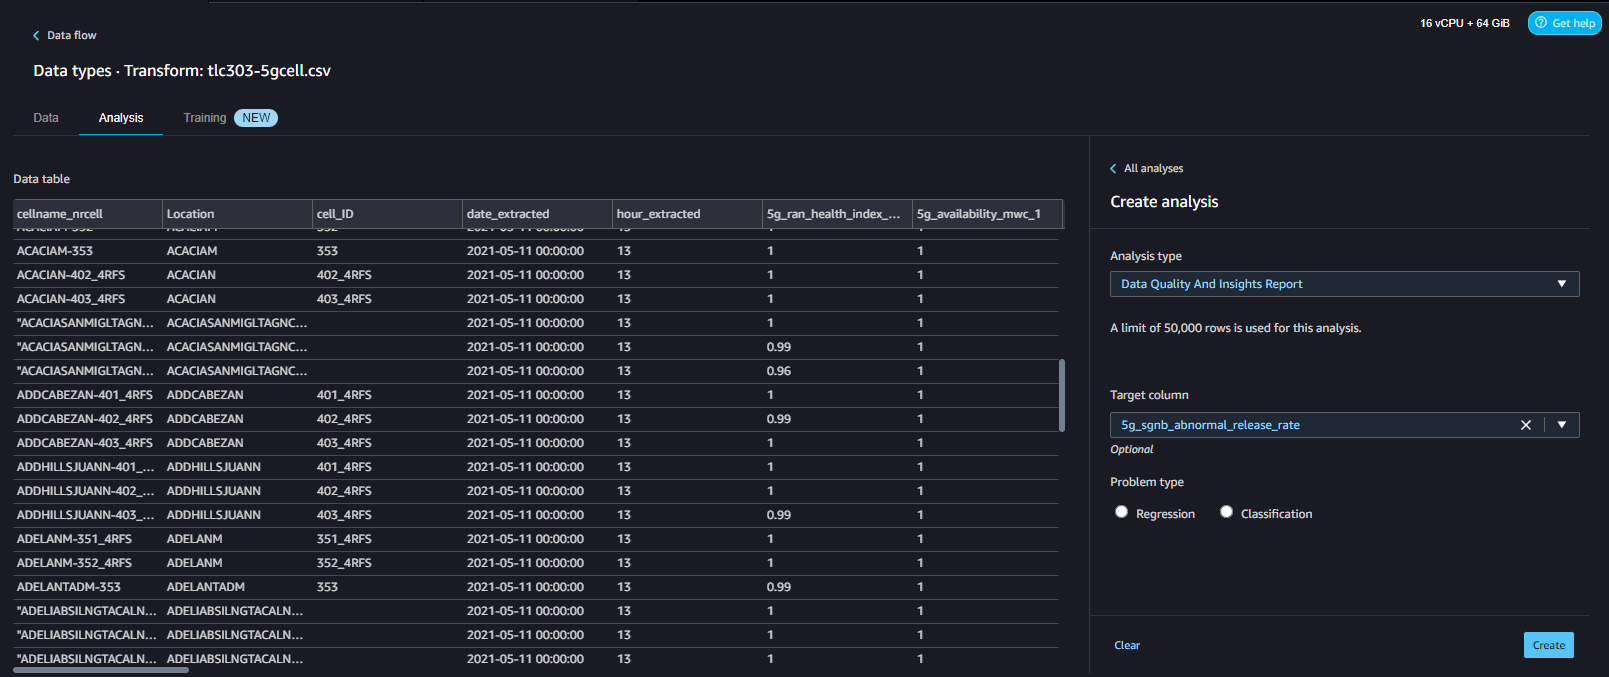 16 vCPU + 64 GiB
Get help
Data flow
Data types · Transform: tlc303-5gcell.csv
Data Analysis Training NEW
Data table
cellname_nrcell Location cell_ID date_extracted hour_extracted 5g_ran_health_index_... 5g_availability_mwc_1
ACACIAM-352 ACACIAM 352 2021-05-11 00:00:00 13 1 1
ACACIAM-353 ACACIAM 353 2021-05-11 00:00:00 13 1 1
ACACIAN-402_4RFS ACACIAN 402_4RFS 2021-05-11 00:00:00 13 1 1
ACACIAN-403_4RFS ACACIAN 403_4RFS 2021-05-11 00:00:00 13 1 1
"ACACIASANMIGLTAGN... ACACIASANMIGLTAGNC... 2021-05-11 00:00:00 13 1 1
"ACACIASANMIGLTAGN... ACACIASANMIGLTAGNC... 2021-05-11 00:00:00 13 0.99 1
"ACACIASANMIGLTAGN... ACACIASANMIGLTAGNC... 2021-05-11 00:00:00 13 0.96 1
ADDCABEZAN-401_4RFS ADDCABEZAN 401_4RFS 2021-05-11 00:00:00 13 1 1
ADDCABEZAN-402_4RFS ADDCABEZAN 402_4RFS 2021-05-11 00:00:00 13 0.99 1
ADDCABEZAN-403_4RFS ADDCABEZAN 403_4RFS 2021-05-11 00:00:00 13 1 1
ADDHILLSJUANN-401_... ADDHILLSJUANN 401_4RFS 2021-05-11 00:00:00 13 1 1
ADDHILLSJUANN-402_... ADDHILLSJUANN 402_4RFS 2021-05-11 00:00:00 13 1 1
ADDHILLSJUANN-403_... ADDHILLSJUANN 403_4RFS 2021-05-11 00:00:00 13 0.99 1
ADELANM-351_4RFS ADELANM 351_4RFS 2021-05-11 00:00:00 13 1 1
ADELANM-352_4RFS ADELANM 352_4RFS 2021-05-11 00:00:00 13 1 1
ADELANTADM-353 ADELANTADM 353 2021-05-11 00:00:00 13 0.99 1
"ADELIABSILNGTACALN... ADELIABSILNGTACALN... 2021-05-11 00:00:00 13 1 1
"ADELIABSILNGTACALN... ADELIABSILNGTACALN... 2021-05-11 00:00:00 13 1 1
"ADELIABSILNGTACALN... ADELIABSILNGTACALN... 2021-05-11 00:00:00 13 1 1
All analyses
Create analysis
Analysis type
Data Quality And Insights Report
A limit of 50,000 rows is used for this analysis.
Target column
5g_sgnb_abnormal_release_rate
Optional
Problem type
Regression Classification
Clear Create